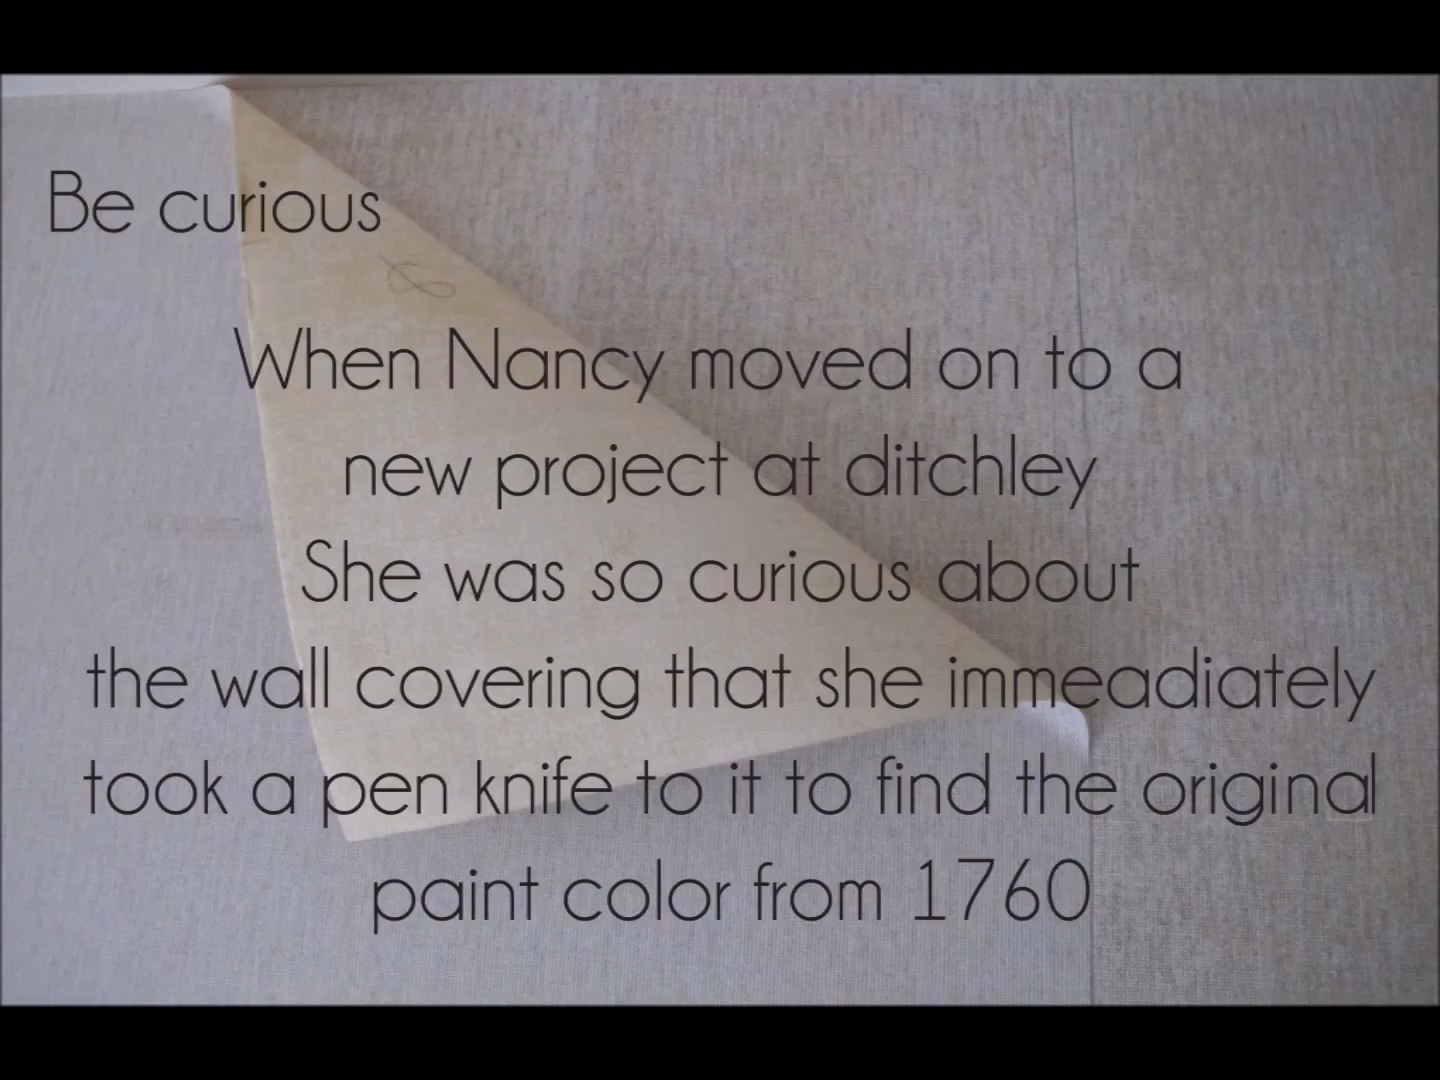 Be curious
When Nancy moved on to a
new project at ditchley
She was so curious about
the wall covering that she immeadiately
took a pen knife to it to find the original
paint color from 1760